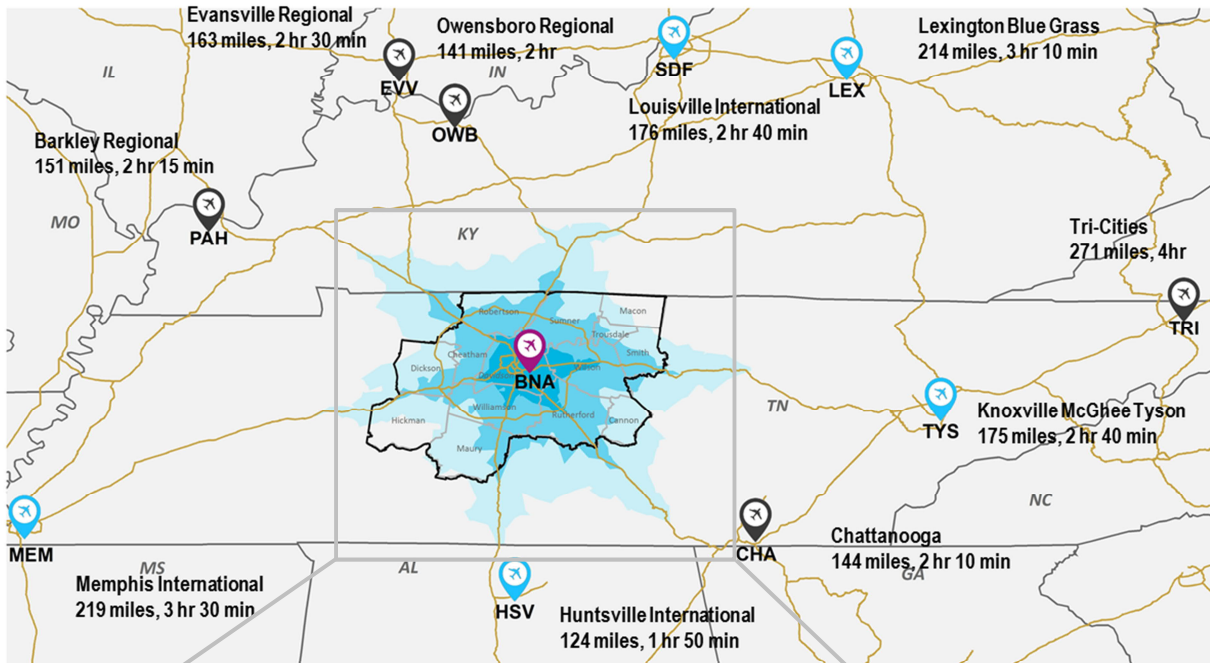 Evansville Regional
163 miles, 2 hr 30 min
Owensboro Regional
141 miles, 2 hr
Lexington Blue Grass
214 miles, 3 hr 10 min
IL
IN
EVV
OWB
SDF
LEX
Louisville International
176 miles, 2 hr 40 min
Barkley Regional
151 miles, 2 hr 15 min
MO
PAH
KY
Tri-Cities
271 miles, 4hr
TRI
Robertson
Sumner
Macon
Trousdale
Smith
Cheatham
Dickson
Davidson
BNA
Wilson
Williamson
Rutherford
Hickman
Cannon
Maury
TN
TYS
Knoxville McGhee Tyson
175 miles, 2 hr 40 min
NC
MEM
MS
AL
CHA
Chattanooga
144 miles, 2 hr 10 min
GA
Memphis International
219 miles, 3 hr 30 min
HSV
Huntsville International
124 miles, 1 hr 50 min